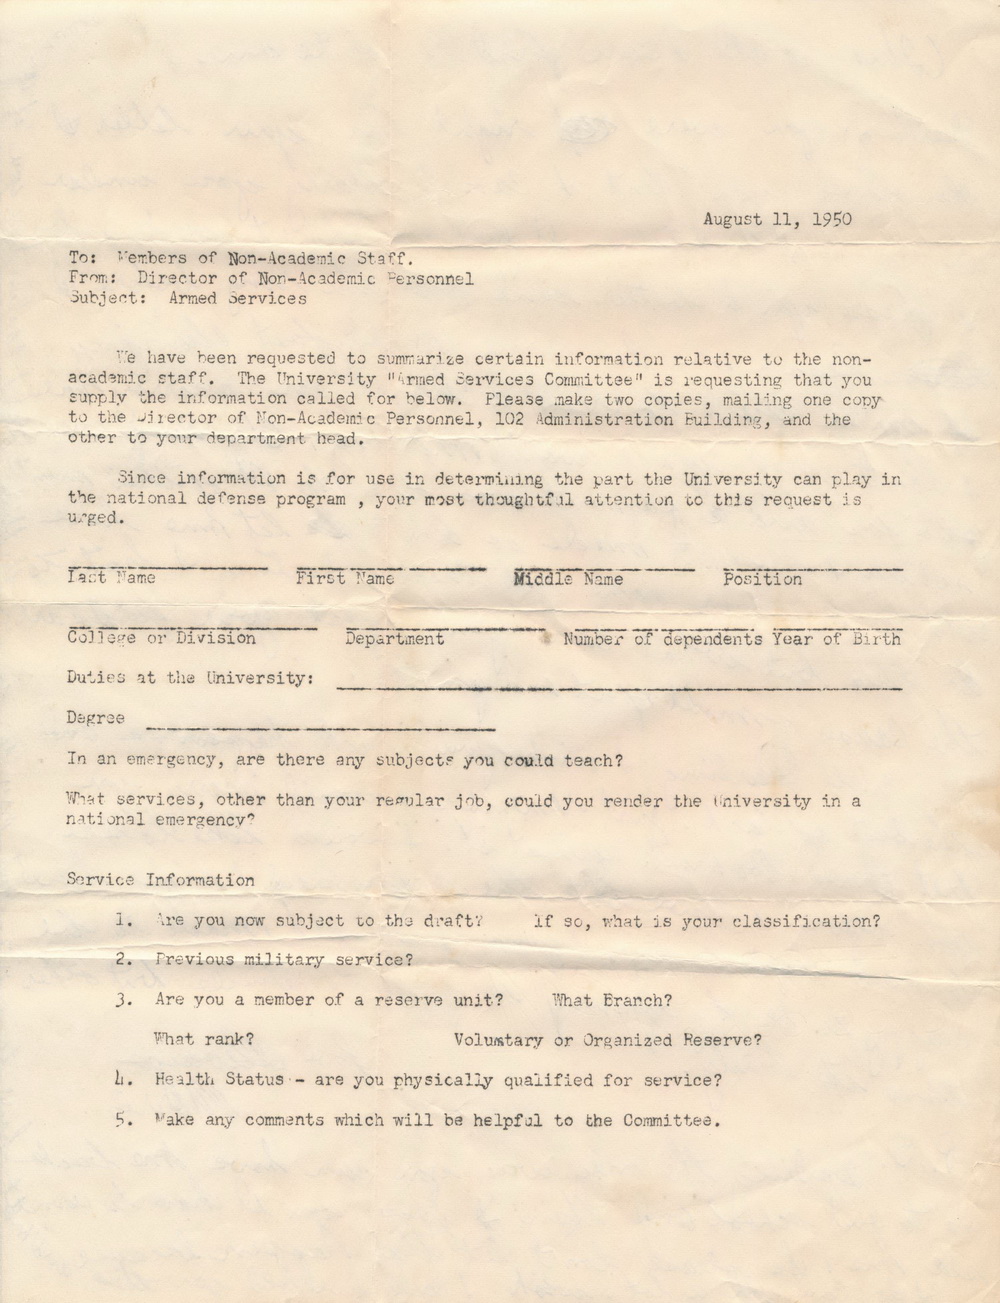 August 11, 1950
To: Members of Non-Academic Staff.
From: Director of Non-Academic Personnel
Subject: Armed Services
We have been requested to summarize certain information relative to the non-
academic staff. The University "Armed Services Committee" is requesting that you
supply the information called for below. Please make two copies, mailing one copy
to the Director of Non-Academic Personnel, 102 Administration Building, and the
other to your department head.
Since information is for use in determining the part the University can play in
the national defense program , your most thoughtful attention to this request is
urged.
Last Name First Name Middle Name Position
College or Division Department Number of dependents Year of Birth
Duties at the University:
Degree
In an emergency, are there any subjects you could teach?
What services, other than your regular job, could you render the University in a
national emergency?
Service Information
1. Are you now subject to the draft? If so, what is your classification?
2. Previous military service?
3. Are you a member of a reserve unit? What Branch?
What rank? Voluntary or Organized Reserve?
4. Health Status - are you physically qualified for service?
5. Make any comments which will be helpful to the Committee.